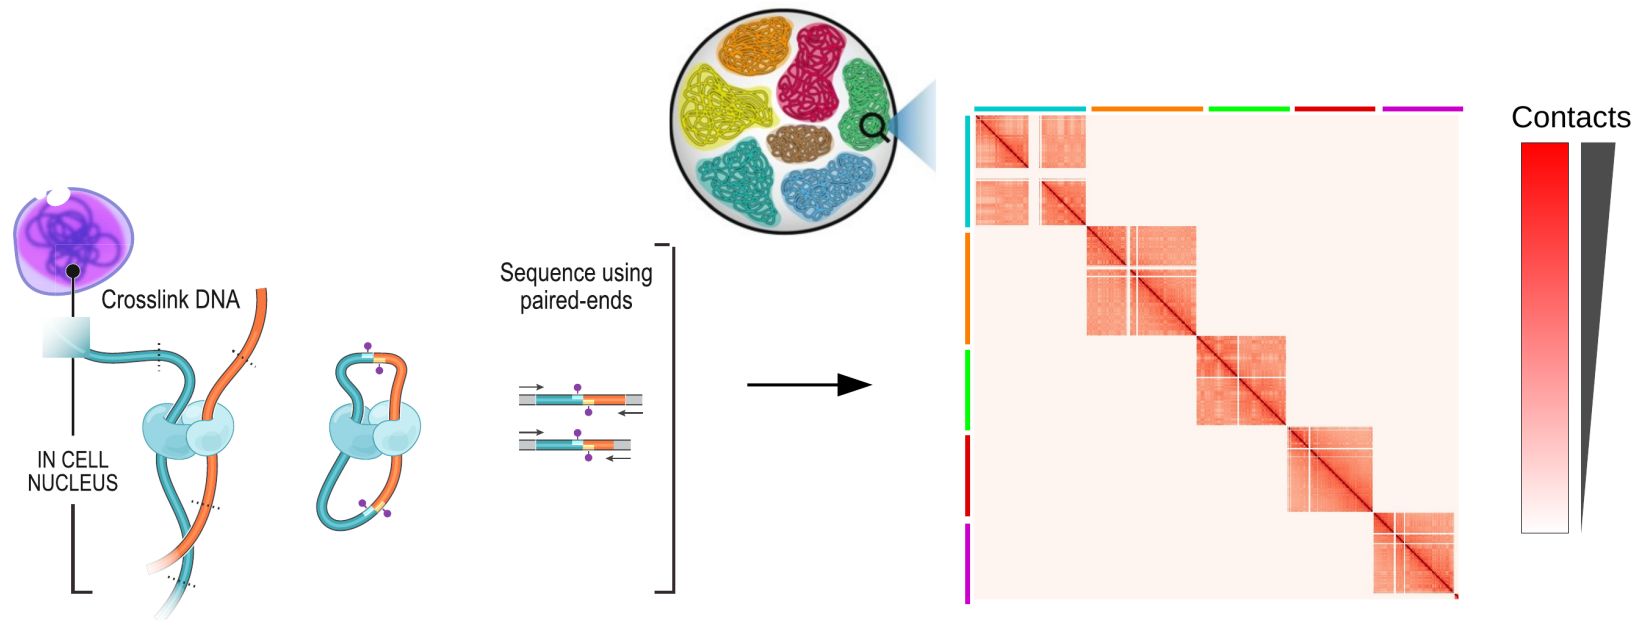 Crosslink DNA
IN CELL
NUCLEUS
Sequence using
paired-ends
Contacts